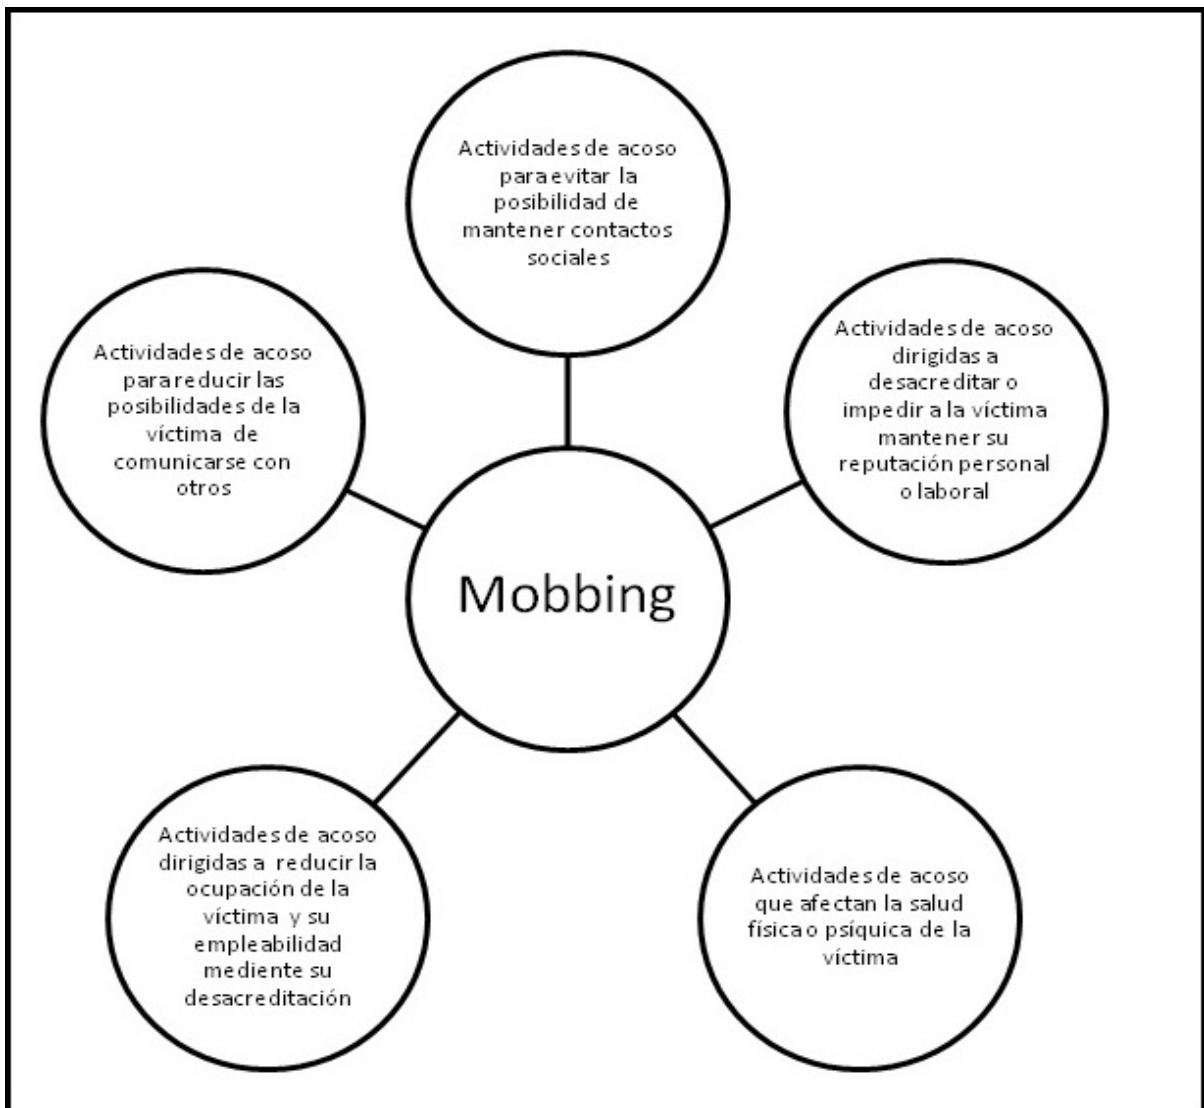 Actividades de acoso
para evitar la
posibilidad de
mantener contactos
sociales
Actividades de acoso
dirigidas a
desacreditar o
impedir a la víctima
mantener su
reputación personal
o laboral
Actividades de acoso
que afectan la salud
física o psíquica de la
víctima
Actividades de acoso
dirigidas a reducir la
ocupación de la
víctima y su
empleabilidad
mediente su
desacreditación
Actividades de acoso
para reducir las
posibilidades de la
víctima de
comunicarse con
otros
Mobbing